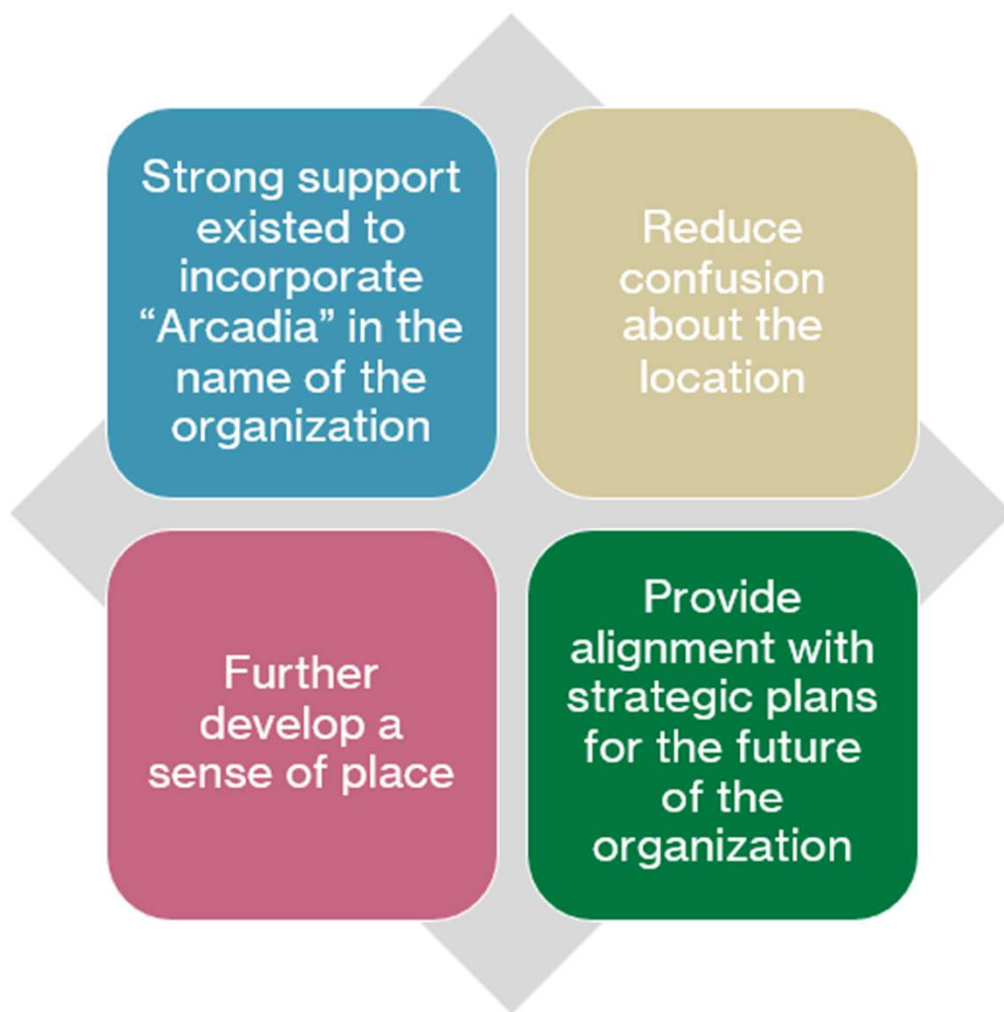 Strong support
existed to
incorporate
“Arcadia” in the
name of the
organization
Reduce
confusion
about the
location
Further
develop a
sense of place
Provide
alignment with
strategic plans
for the future
of the
organization